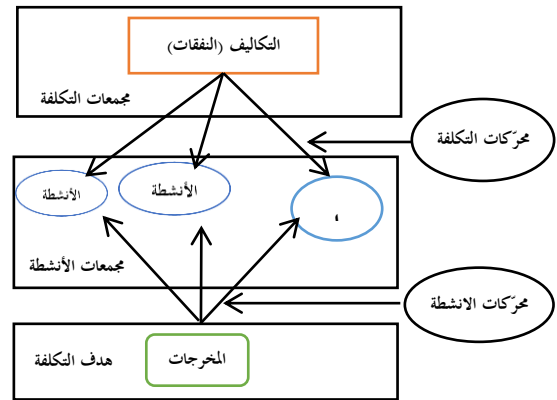 التكاليف (النفقات)
مجمعات التكلفة
محرّكات التكلفة
الأنشطة
الأنشطة
،
مجمعات الأنشطة
محرّكات الانشطة
المخرجات
هدف التكلفة